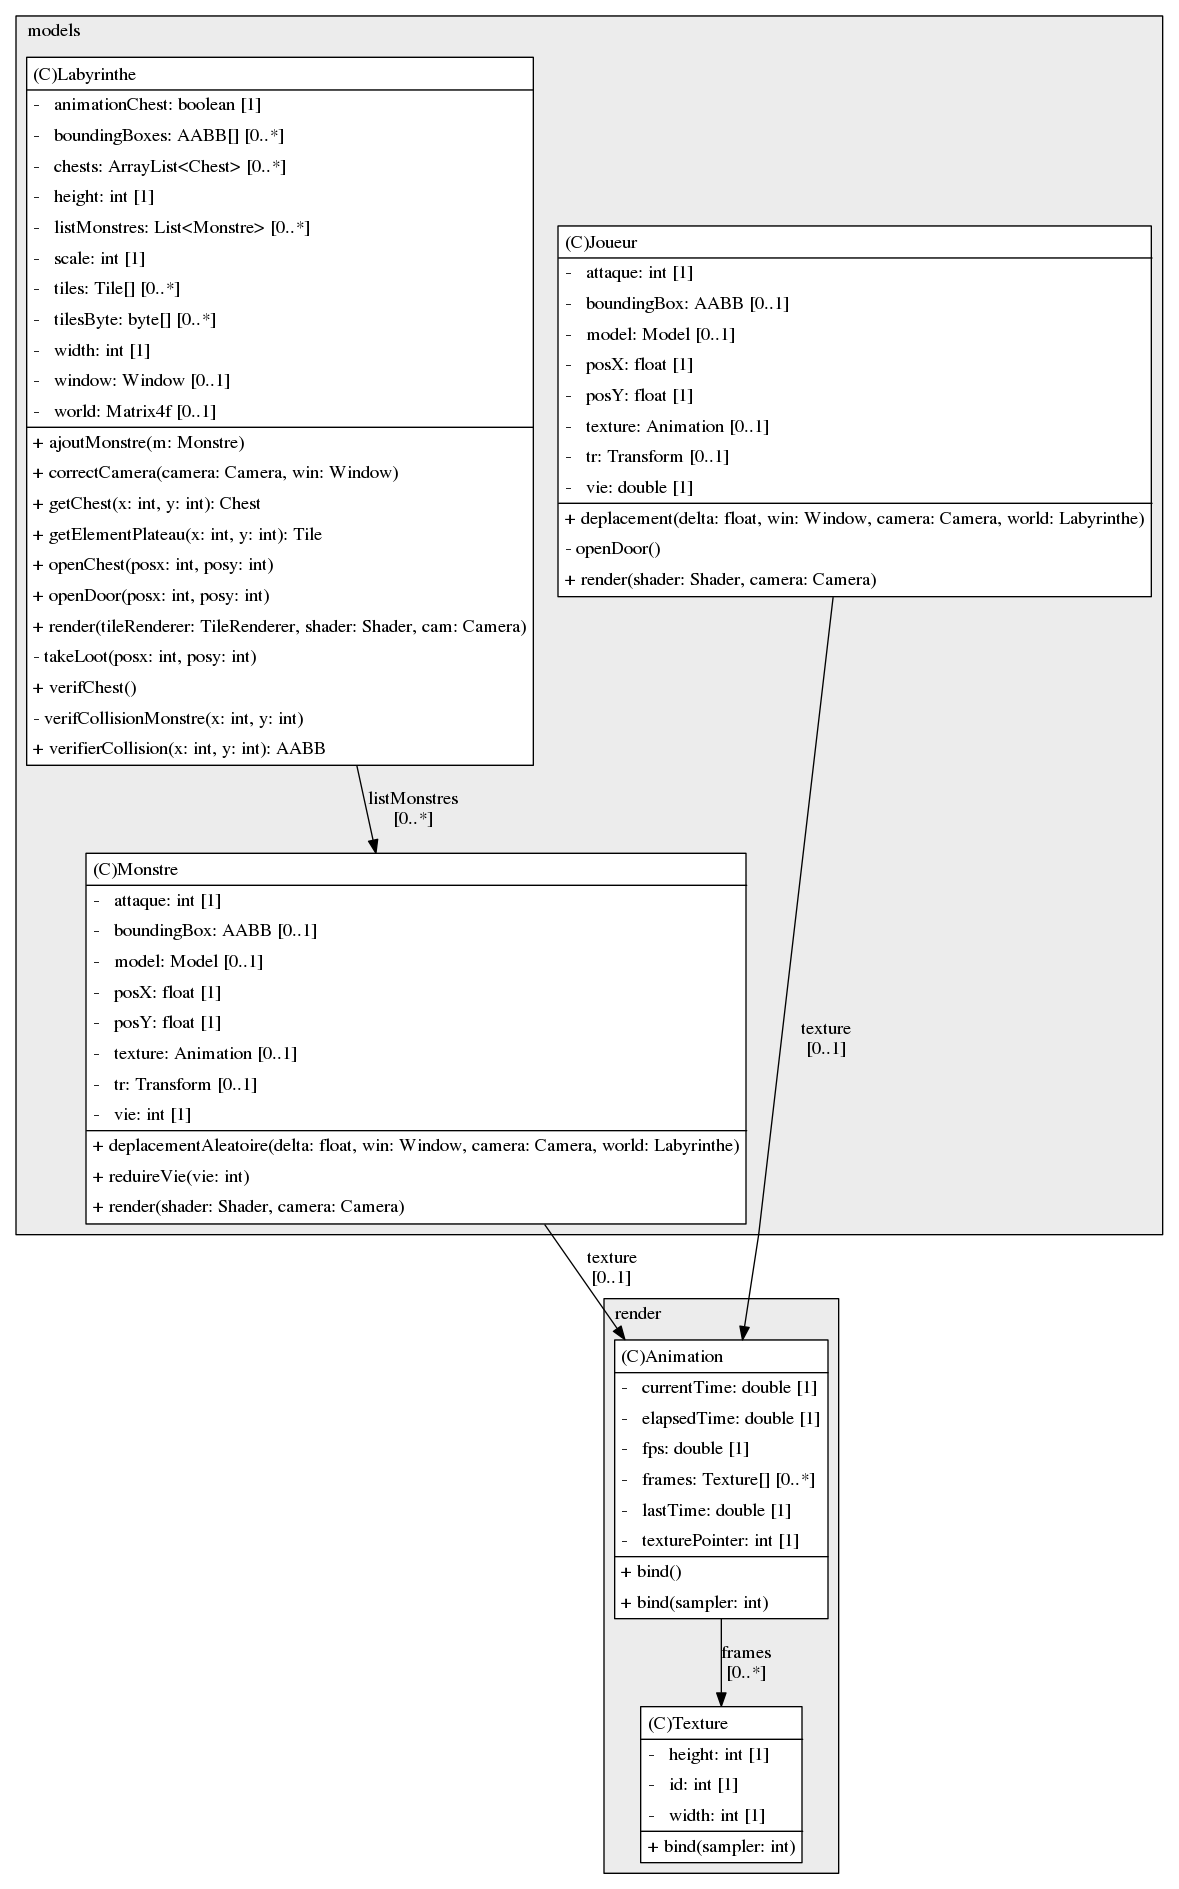 models
(C)Labyrinthe
- animationChest: boolean [1]
- boundingBoxes: AABB[] [0..*]
- chests: ArrayList<Chest> [0..*]
- height: int [1]
- listMonstres: List<Monstre> [0..*]
- scale: int [1]
- tiles: Tile[] [0..*]
- tilesByte: byte[] [0..*]
- width: int [1]
- window: Window [0..1]
- world: Matrix4f [0..1]
+ ajoutMonstre(m: Monstre)
+ correctCamera(camera: Camera, win: Window)
+ getChest(x: int, y: int): Chest
+ getElementPlateau(x: int, y: int): Tile
+ openChest(posx: int, posy: int)
+ openDoor(posx: int, posy: int)
+ render(tileRenderer: TileRenderer, shader: Shader, cam: Camera)
- takeLoot(posx: int, posy: int)
+ verifChest()
- verifCollisionMonstre(x: int, y: int)
+ verifierCollision(x: int, y: int): AABB
(C)Joueur
- attaque: int [1]
- boundingBox: AABB [0..1]
- model: Model [0..1]
- posX: float [1]
- posY: float [1]
- texture: Animation [0..1]
- tr: Transform [0..1]
- vie: double [1]
+ deplacement(delta: float, win: Window, camera: Camera, world: Labyrinthe)
- openDoor()
+ render(shader: Shader, camera: Camera)
listMonstres
[0..*]
(C)Monstre
- attaque: int [1]
- boundingBox: AABB [0..1]
- model: Model [0..1]
- posX: float [1]
- posY: float [1]
- texture: Animation [0..1]
- tr: Transform [0..1]
- vie: int [1]
+ deplacementAleatoire(delta: float, win: Window, camera: Camera, world: Labyrinthe)
+ reduireVie(vie: int)
+ render(shader: Shader, camera: Camera)
texture
[0..1]
texture
[0..1]
render
(C)Animation
- currentTime: double [1]
- elapsedTime: double [1]
- fps: double [1]
- frames: Texture[] [0..*]
- lastTime: double [1]
- texturePointer: int [1]
+ bind()
+ bind(sampler: int)
frames
[0..*]
(C)Texture
- height: int [1]
- id: int [1]
- width: int [1]
+ bind(sampler: int)